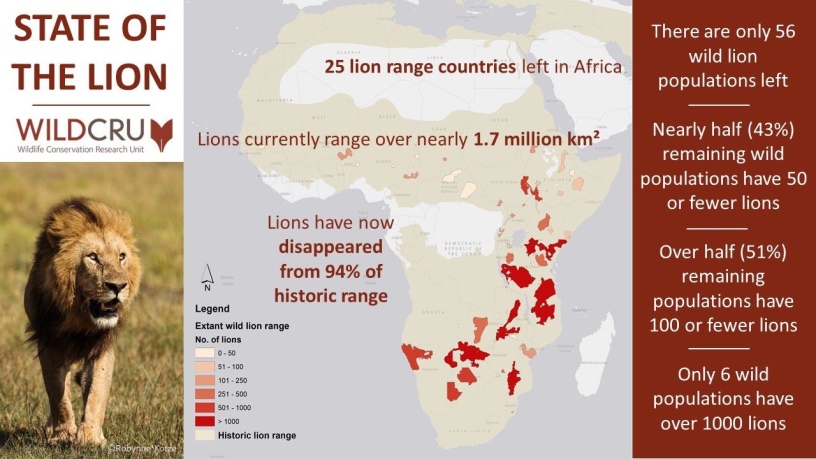 STATE OF
THE LION
WILDCRU
Wildlife Conservation Research Unit
©Robynne Kotze
25 lion range countries left in Africa
Lions currently range over nearly 1.7 million km²
Lions have now
disappeared
from 94% of
historic range
DEMOCRATIC
REPUBLIC OF
ANGOLA
N
Legend
Extant wild lion range
No. of lions
0 - 50
51 - 100
101 - 250
251 - 500
501 - 1000
> 1000
Historic lion range
There are only 56
wild lion
populations left
Nearly half (43%)
remaining wild
populations have 50
or fewer lions
Over half (51%)
remaining
populations have
100 or fewer lions
Only 6 wild
populations have
over 1000 lions